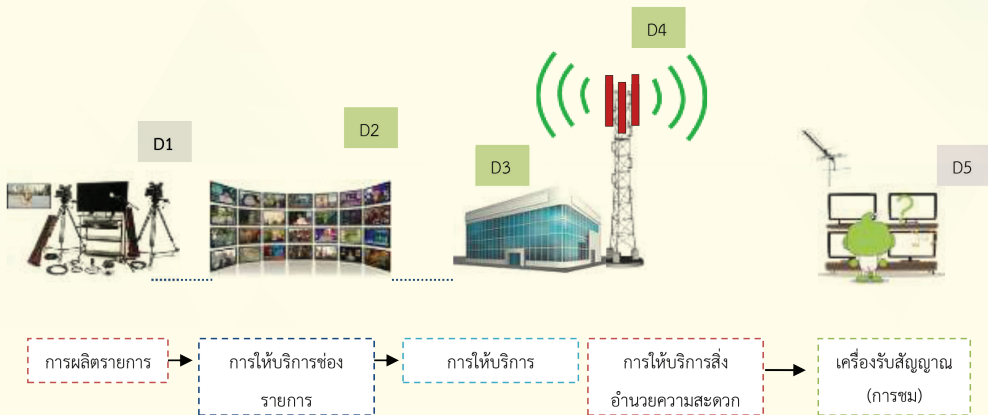 D4
D2
D1
D3
D5
การผลิตรายการ
การให้บริการช่อง
รายการ
การให้บริการ
การให้บริการสิ่ง
อำนวยความสะดวก
เครื่องรับสัญญาณ
(การชม)